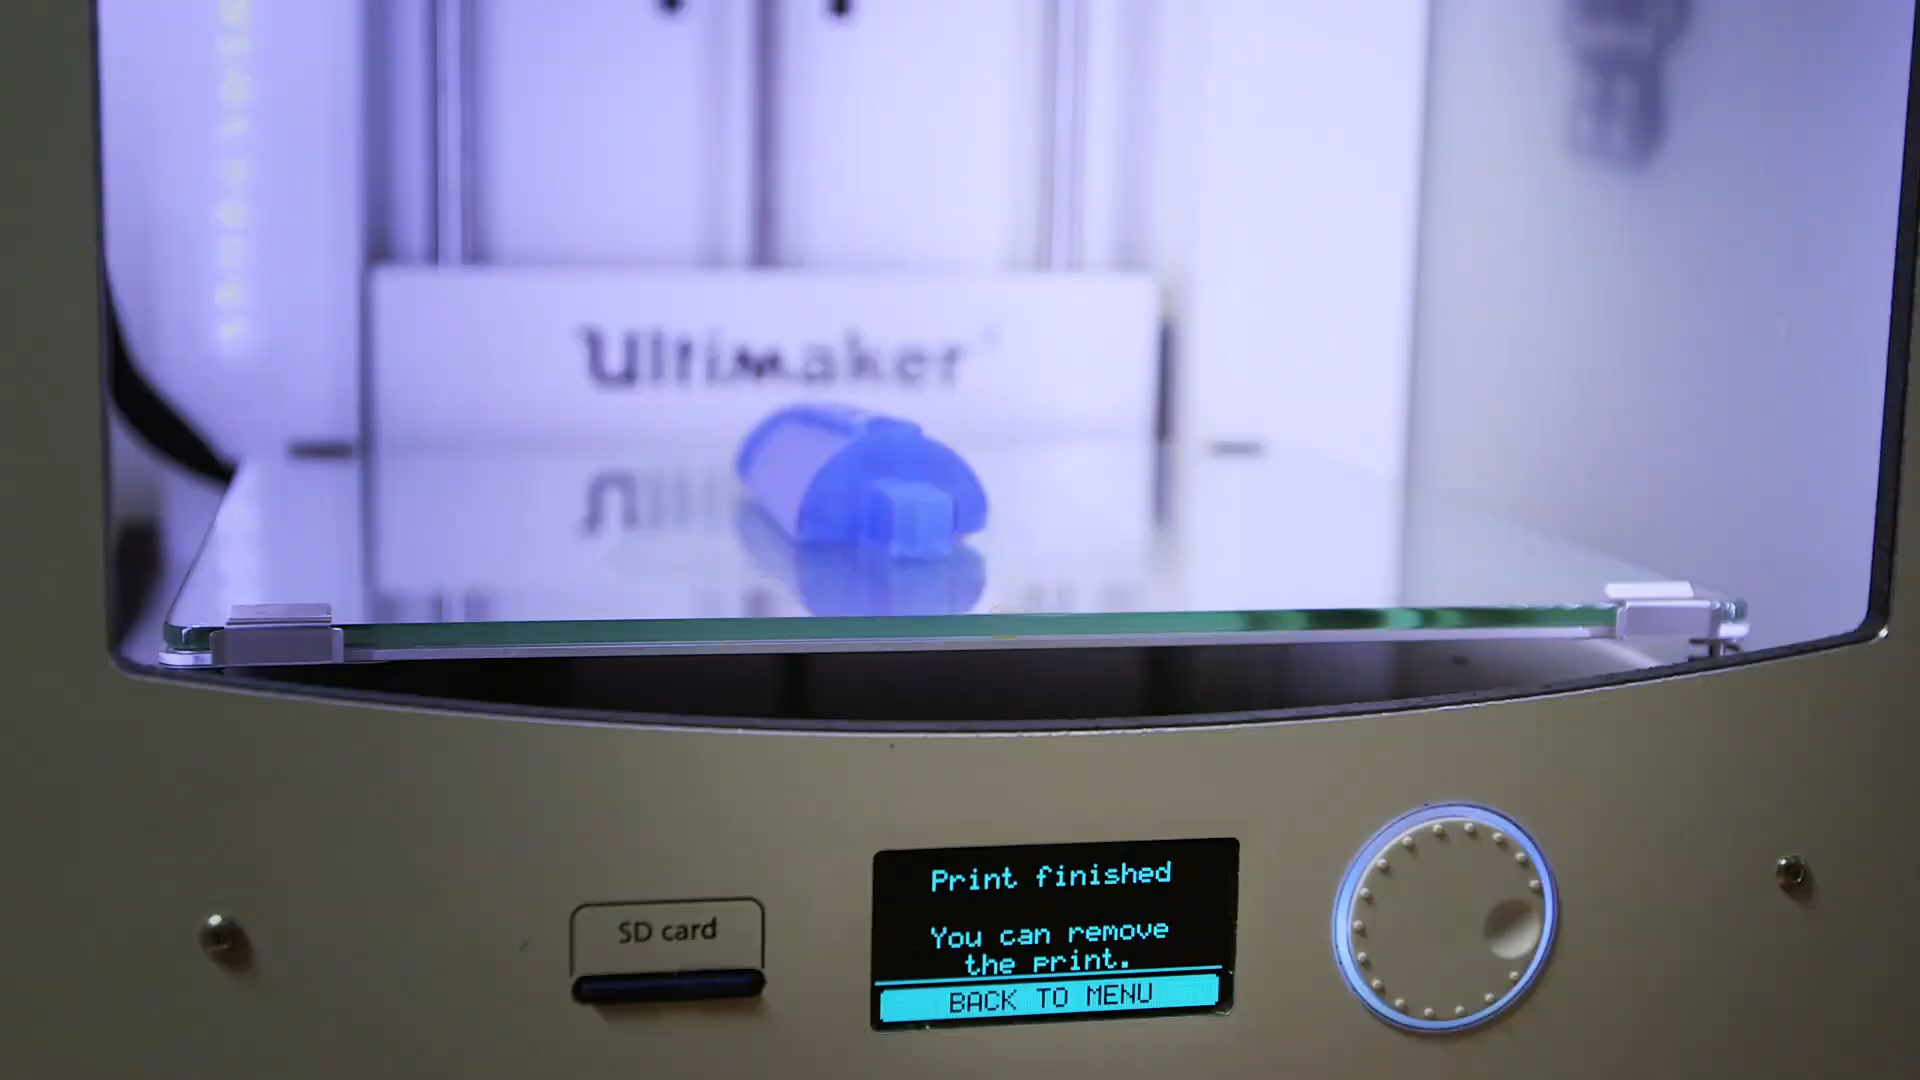 Ultimaker
SD card
Print finished
You can remove
the print.
BACK TO MENU